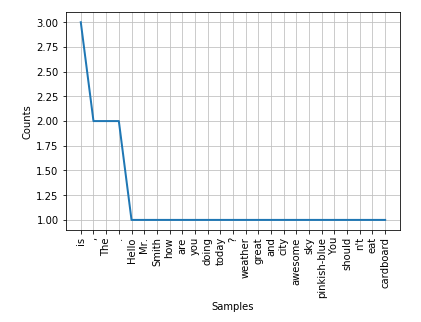 3.00
2.75
2.50
2.25
2.00
1.75
1.50
1.25
1.00
Counts
is
,
The
.
Hello
Mr.
Smith
how
are
you
doing
today
?
weather
great
and
city
awesome
sky
pinkish-blue
You
should
n't
eat
cardboard
Samples